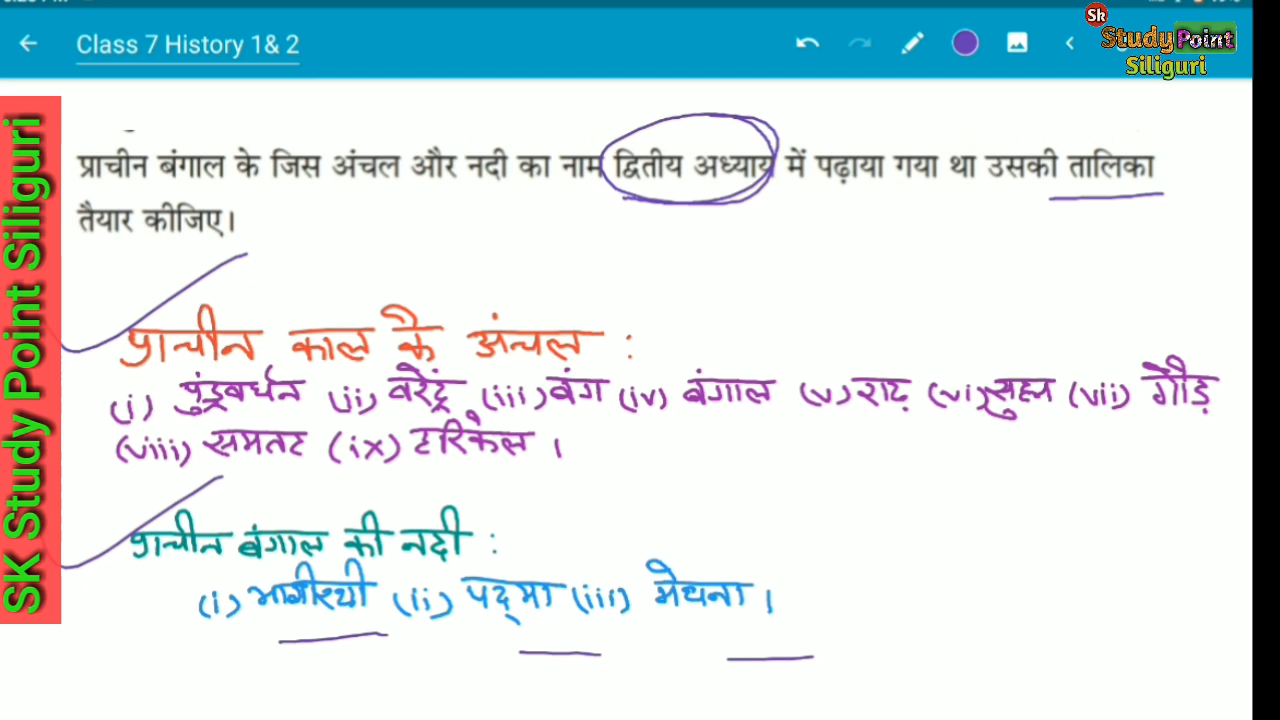 Class 7 History 1& 2
Sk
Study Point
Siliguri
SK Study Point Siliguri
प्राचीन बंगाल के जिस अंचल और नदी का नाम द्वितीय अध्याय में पढ़ाया गया था उसकी तालिका
तैयार कीजिए।
प्राचीन काल के अंचल :
(i) पुंड्रवर्धन (ii) वरेंद्र (iii) बंग (iv) बंगाल (v) राढ़ (vi) सुह्म (vii) गौड़
(viii) समतट (ix) हरिकेल ।
प्राचीन बंगाल की नदी :
(i) भागीरथी (ii) पद्मा (iii) मेघना ।